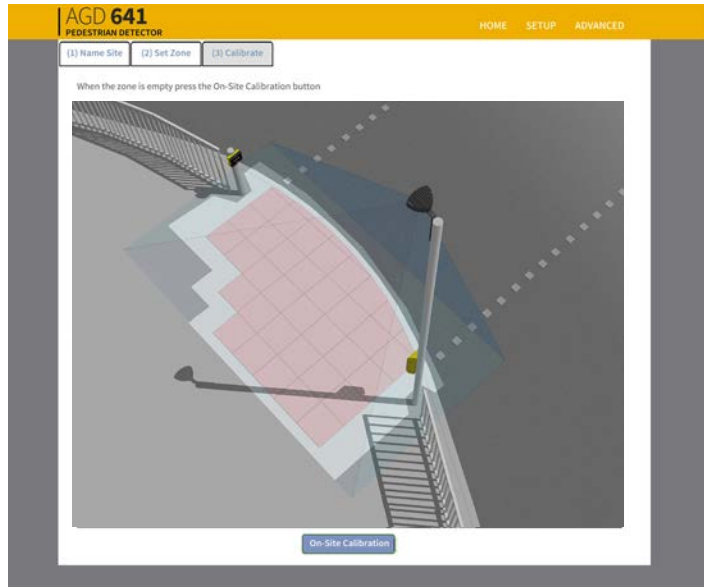 AGD 641
PEDESTRIAN DETECTOR
HOME SETUP ADVANCED
(1) Name Site (2) Set Zone (3) Calibrate
When the zone is empty press the On-Site Calibration button
On-Site Calibration